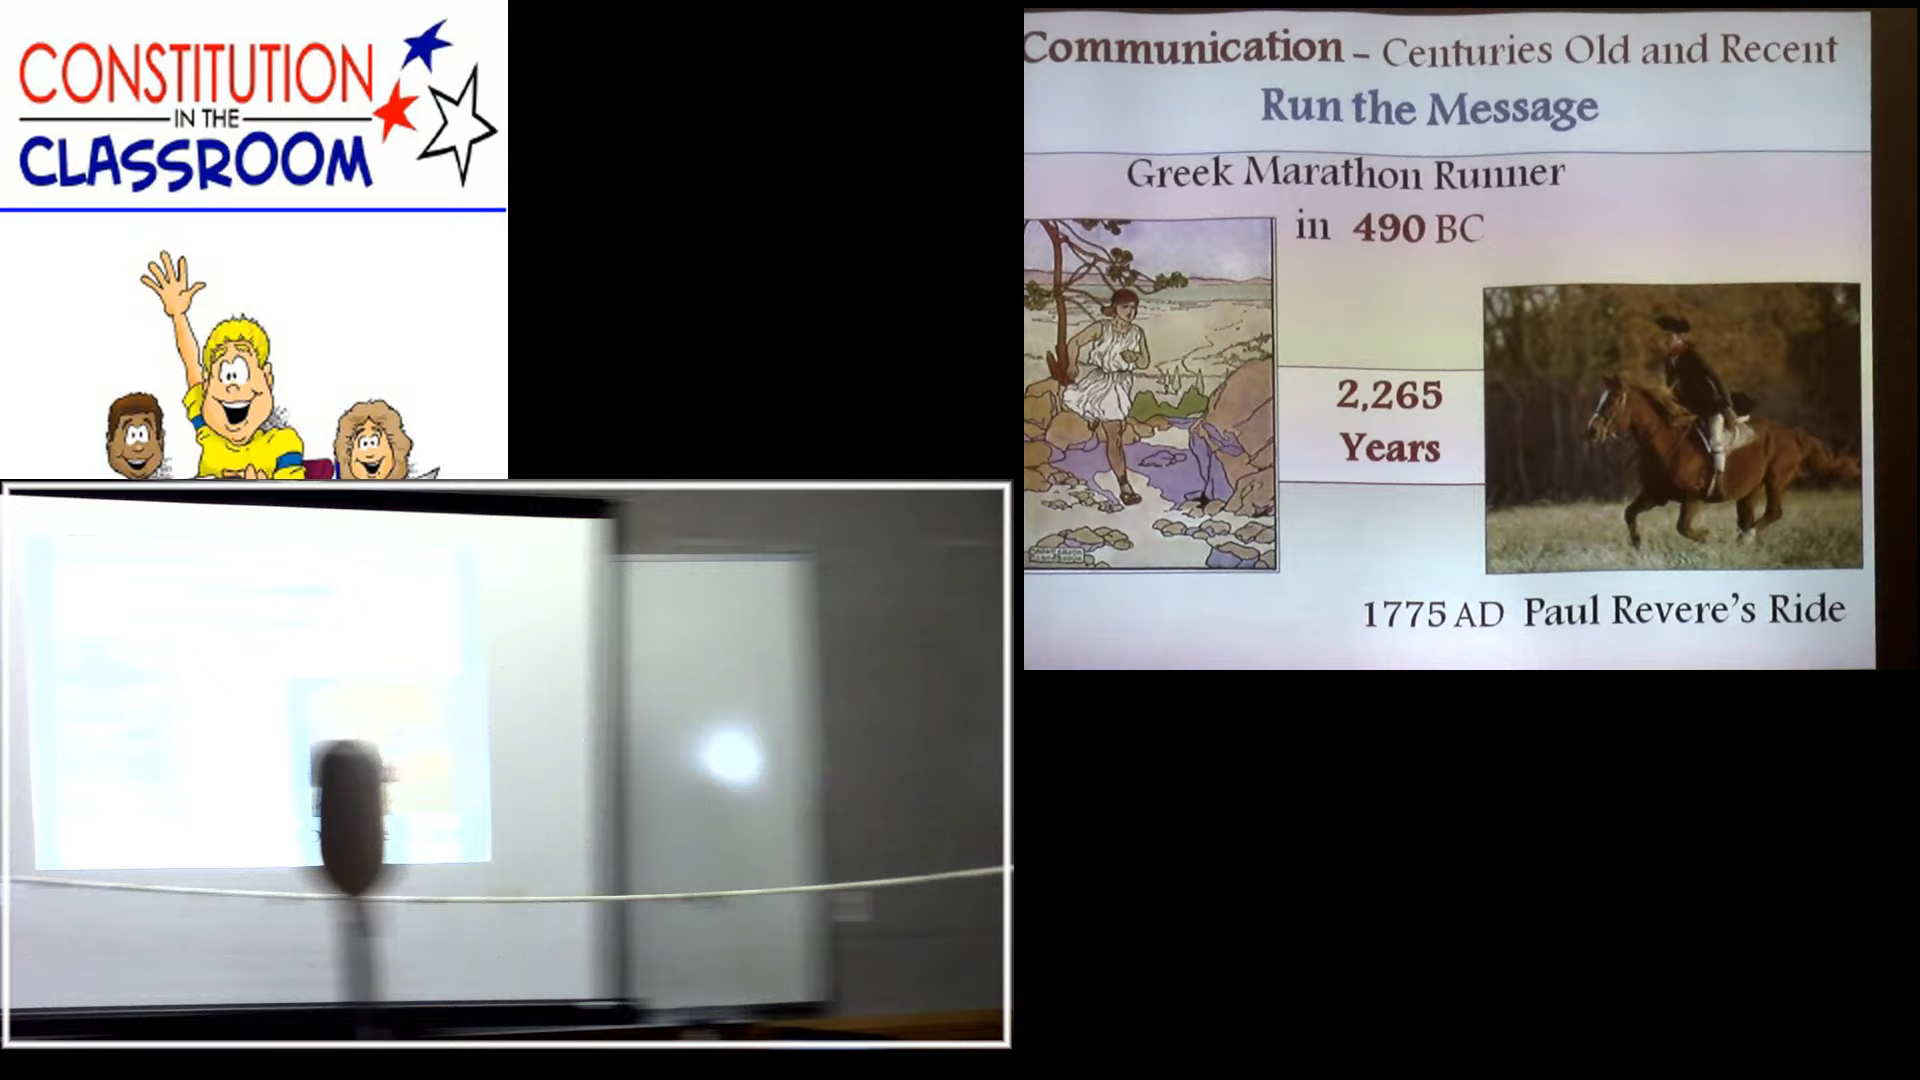 CONSTITUTION
IN THE
CLASSROOM
Communication – Centuries Old and Recent
Run the Message
Greek Marathon Runner
in 490 BC
2,265
Years
1775 AD Paul Revere's Ride